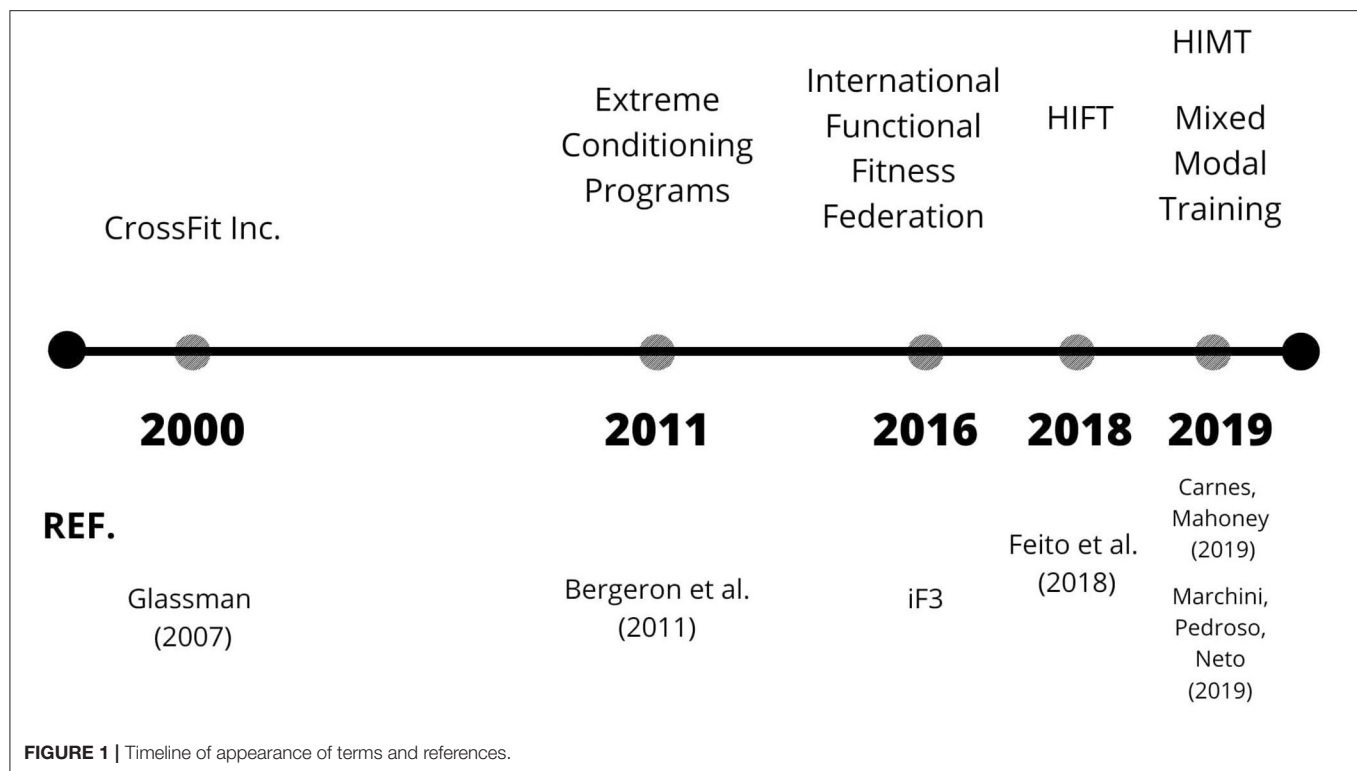 CrossFit Inc.
Extreme
Conditioning
Programs
International
Functional
Fitness
Federation
HIFT
HIMT
Mixed
Modal
Training
2000
2011
2016
2018
2019
REF.
Glassman
(2007)
Bergeron et al.
(2011)
iF3
Feito et al.
(2018)
Carnes,
Mahoney
(2019)
Marchini,
Pedroso,
Neto
(2019)
FIGURE 1 | Timeline of appearance of terms and references.